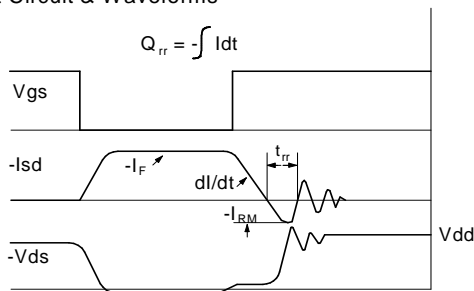 Circuit & Waveforms
Q rr = -∫ Idt
Vgs
t rr
-Isd
-I F
dI/dt
-I RM
Vdd
-Vds